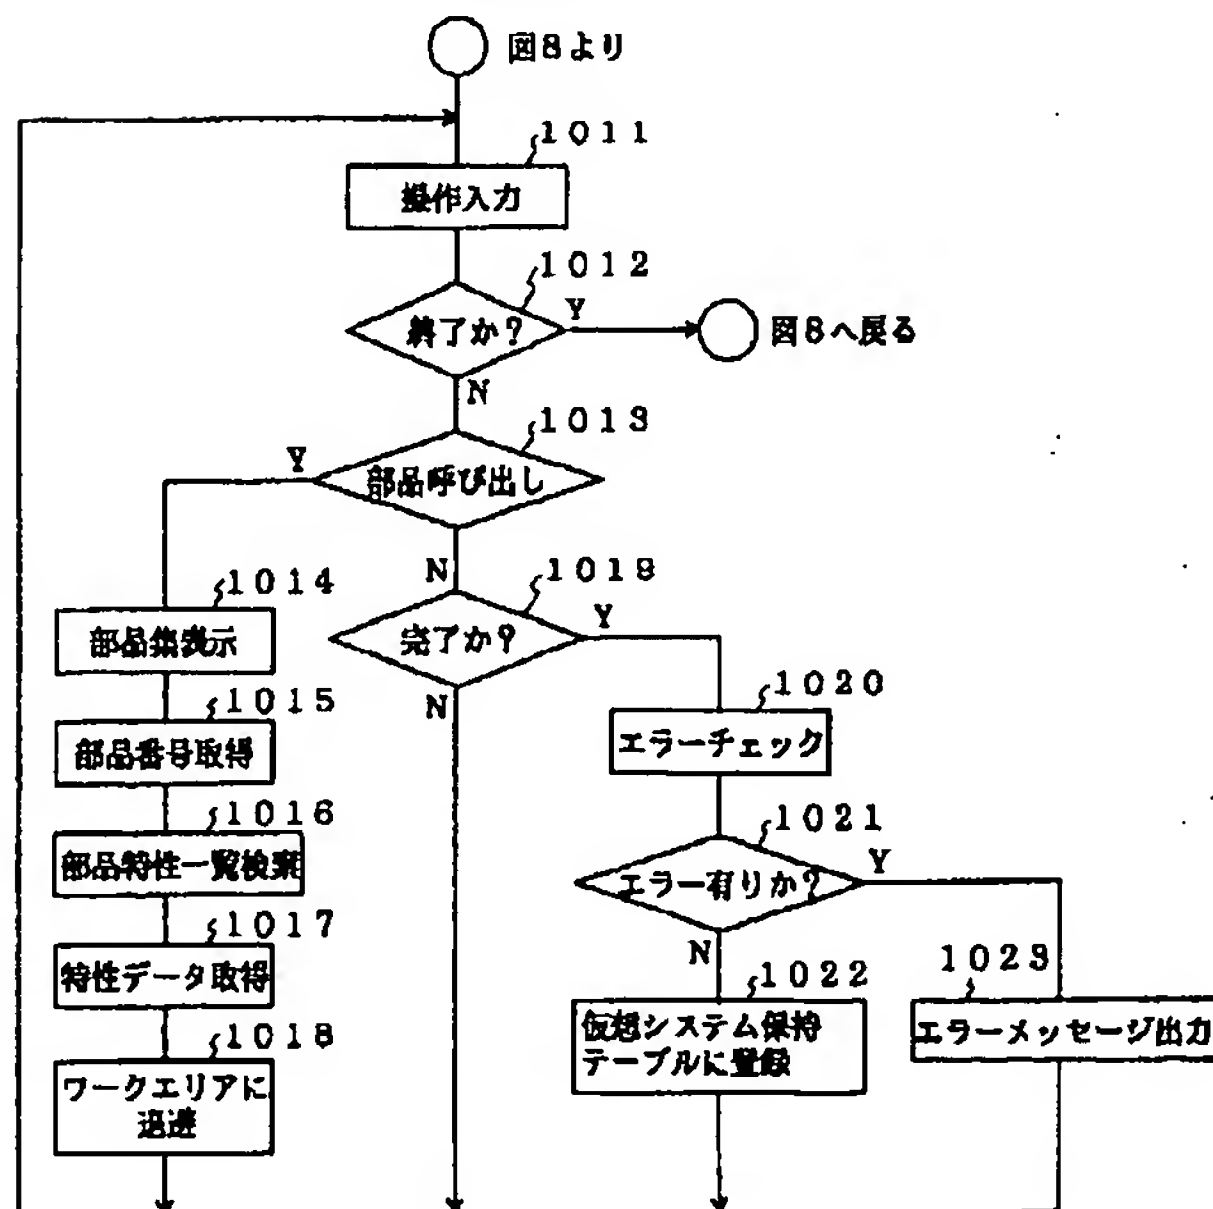 図8より
1011
操作入力
1012
終了か?
Y
図8へ戻る
N
1013
Y
部品呼び出し
N
1019
1014
部品集表示
完了か?
Y
N
1015
部品番号取得
1020
エラーチェック
1016
部品特性一覧検索
1021
エラー有りか?
Y
N
1017
特性データ取得
1022
仮想システム保持
テーブルに登録
1023
エラーメッセージ出力
1018
ワークエリアに
退避